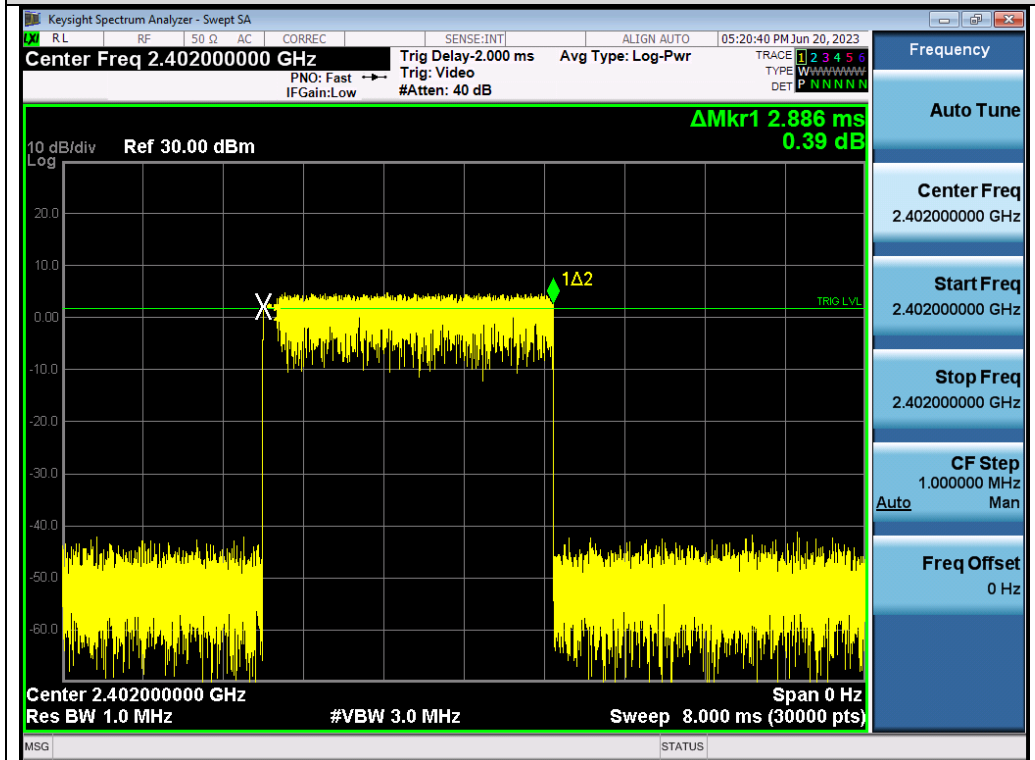 Keysight Spectrum Analyzer - Swept SA
LXI RL RF 50 Ω AC CORREC SENSE:INT ALIGN AUTO 05:20:40 PM Jun 20, 2023
Center Freq 2.402000000 GHz
PNO: Fast
IFGain:Low
Trig Delay-2.000 ms
Trig: Video
#Atten: 40 dB
Avg Type: Log-Pwr
TRACE 1 2 3 4 5 6
TYPE W W W W W W
DET P N N N N N
ΔMkr1 2.886 ms
0.39 dB
10 dB/div Ref 30.00 dBm
Log
20.0
10.0
1Δ2
TRIG LVL
0.00
-10.0
-20.0
-30.0
-40.0
-50.0
-60.0
Center 2.402000000 GHz Span 0 Hz
Res BW 1.0 MHz #VBW 3.0 MHz Sweep 8.000 ms (30000 pts)
MSG STATUS
Frequency
Auto Tune
Center Freq
2.402000000 GHz
Start Freq
2.402000000 GHz
Stop Freq
2.402000000 GHz
CF Step
1.000000 MHz
Auto Man
Freq Offset
0 Hz